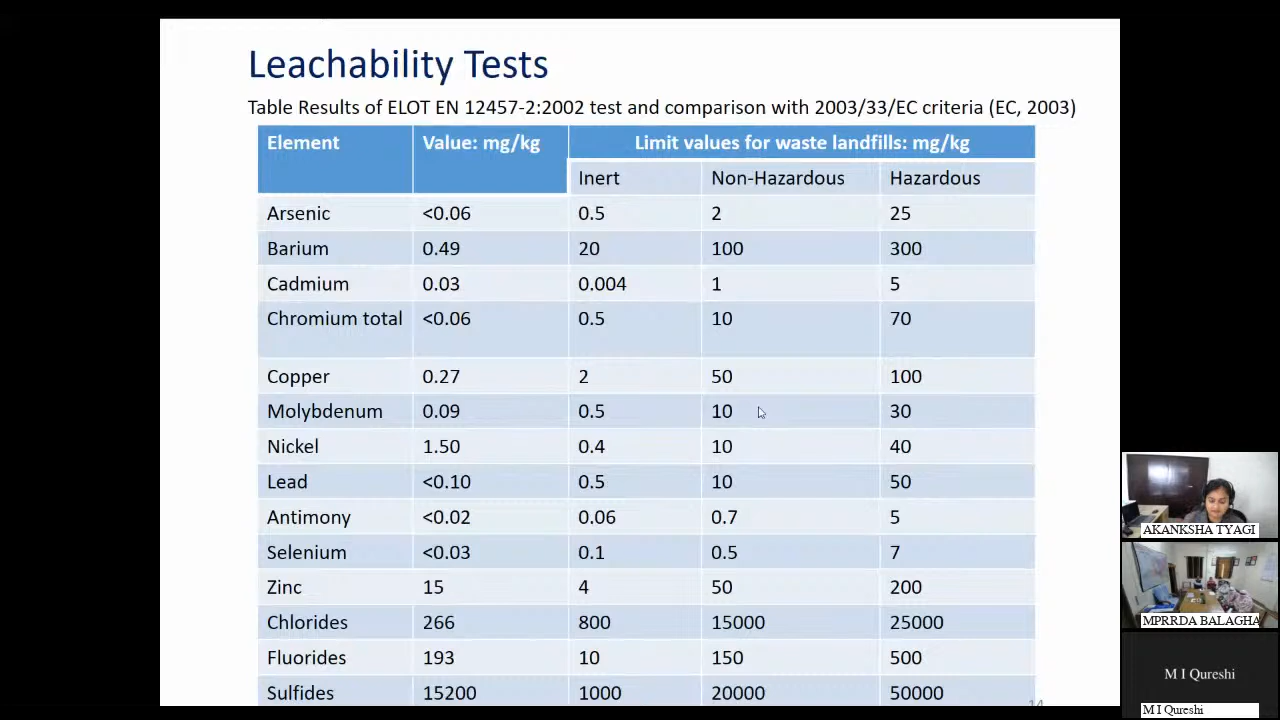 Leachability Tests
Table Results of ELOT EN 12457-2:2002 test and comparison with 2003/33/EC criteria (EC, 2003)
Element Value: mg/kg Limit values for waste landfills: mg/kg
Inert Non-Hazardous Hazardous
Arsenic <0.06 0.5 2 25
Barium 0.49 20 100 300
Cadmium 0.03 0.004 1 5
Chromium total <0.06 0.5 10 70
Copper 0.27 2 50 100
Molybdenum 0.09 0.5 10 30
Nickel 1.50 0.4 10 40
Lead <0.10 0.5 10 50
Antimony <0.02 0.06 0.7 5
Selenium <0.03 0.1 0.5 7
Zinc 15 4 50 200
Chlorides 266 800 15000 25000
Fluorides 193 10 150 500
Sulfides 15200 1000 20000 50000
14
AKANKSHA TYAGI
MPRRDA BALAGHA
M I Qureshi
M I Qureshi